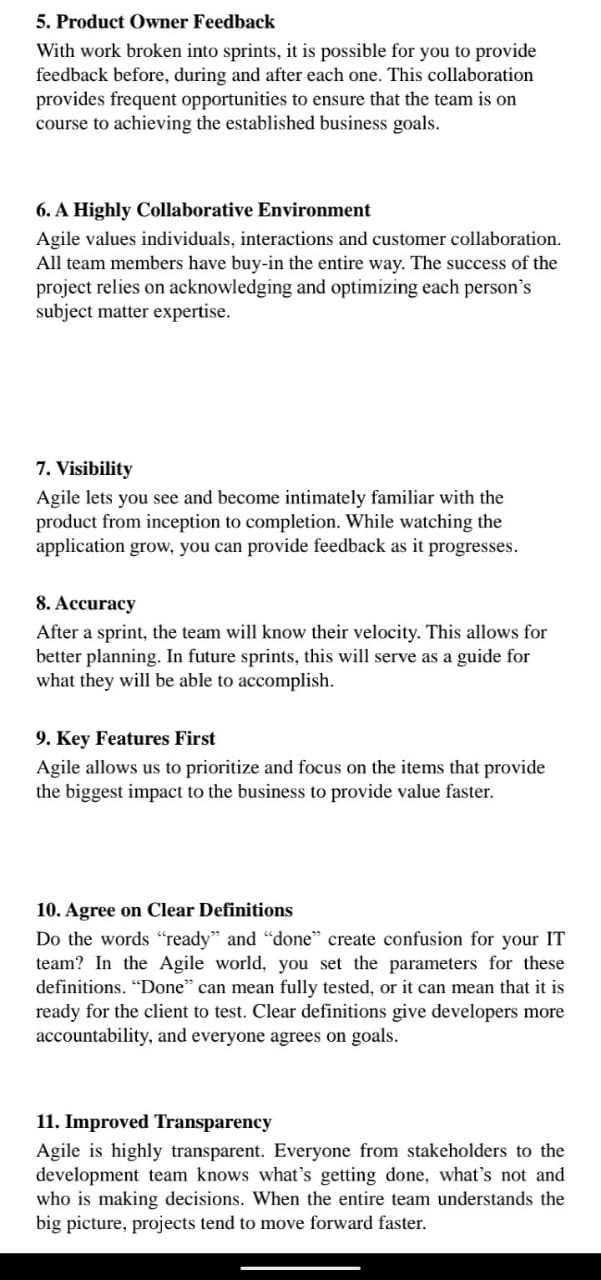 5. Product Owner Feedback
With work broken into sprints, it is possible for you to provide
feedback before, during and after each one. This collaboration
provides frequent opportunities to ensure that the team is on
course to achieving the established business goals.
6. A Highly Collaborative Environment
Agile values individuals, interactions and customer collaboration.
All team members have buy-in the entire way. The success of the
project relies on acknowledging and optimizing each person’s
subject matter expertise.
7. Visibility
Agile lets you see and become intimately familiar with the
product from inception to completion. While watching the
application grow, you can provide feedback as it progresses.
8. Accuracy
After a sprint, the team will know their velocity. This allows for
better planning. In future sprints, this will serve as a guide for
what they will be able to accomplish.
9. Key Features First
Agile allows us to prioritize and focus on the items that provide
the biggest impact to the business to provide value faster.
10. Agree on Clear Definitions
Do the words “ready” and “done” create confusion for your IT
team? In the Agile world, you set the parameters for these
definitions. “Done” can mean fully tested, or it can mean that it is
ready for the client to test. Clear definitions give developers more
accountability, and everyone agrees on goals.
11. Improved Transparency
Agile is highly transparent. Everyone from stakeholders to the
development team knows what’s getting done, what’s not and
who is making decisions. When the entire team understands the
big picture, projects tend to move forward faster.